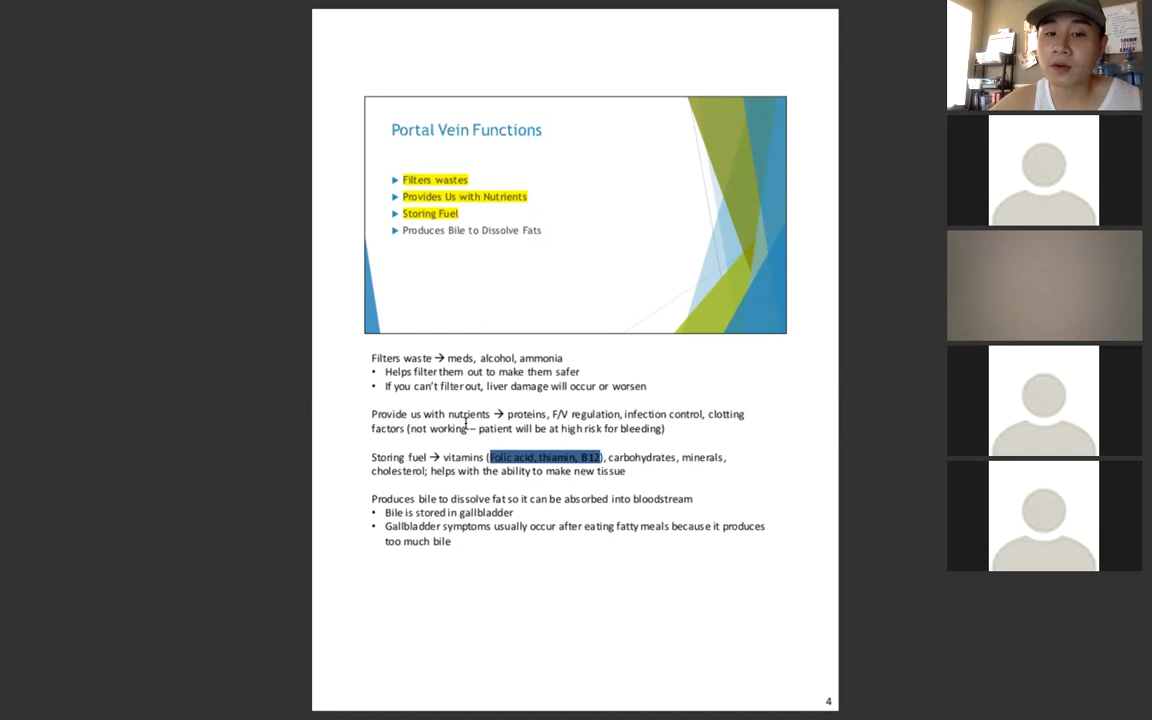 Portal Vein Functions
Filters wastes
Provides Us with Nutrients
Storing Fuel
Produces Bile to Dissolve Fats
Filters waste → meds, alcohol, ammonia
• Helps filter them out to make them safer
• If you can't filter out, liver damage will occur or worsen
Provide us with nutrients → proteins, F/V regulation, infection control, clotting
factors (not working – patient will be at high risk for bleeding)
Storing fuel → vitamins (Folic acid, thiamin, B12), carbohydrates, minerals,
cholesterol; helps with the ability to make new tissue
Produces bile to dissolve fat so it can be absorbed into bloodstream
• Bile is stored in gallbladder
• Gallbladder symptoms usually occur after eating fatty meals because it produces
too much bile
4